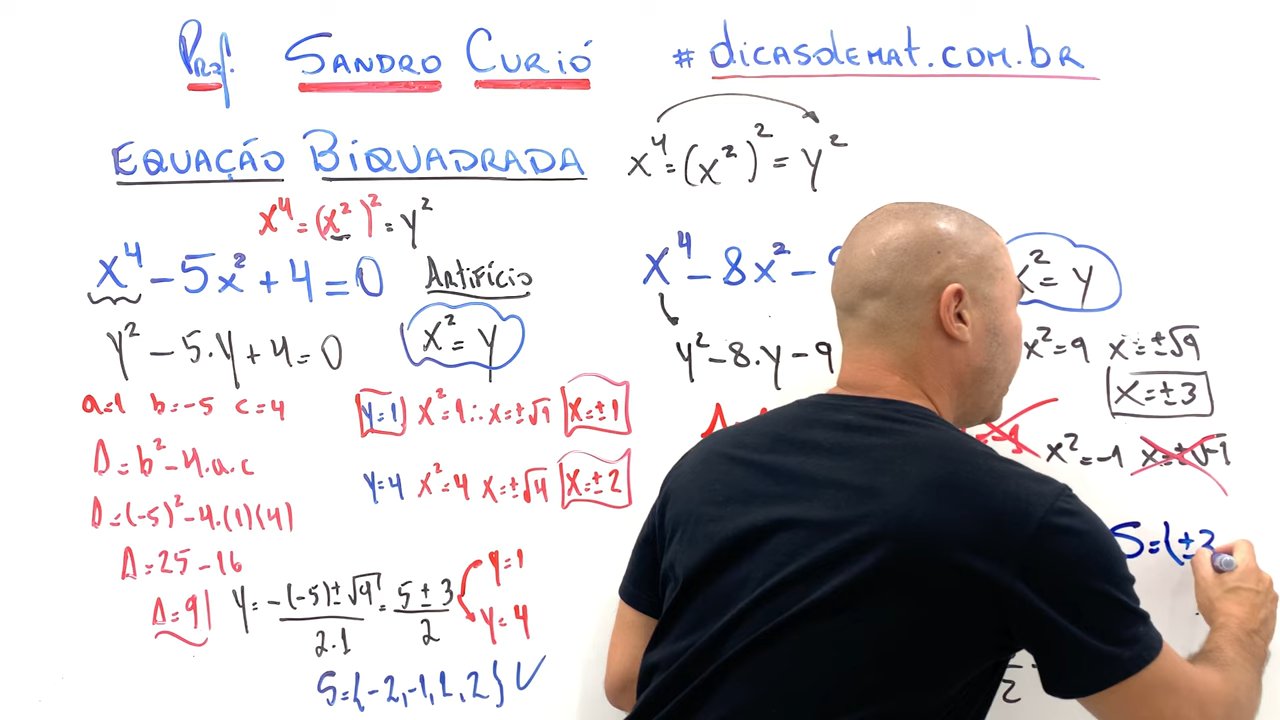 Prof. SANDRO CURIÓ # dicasdemat.com.br
EQUAÇÃO BIQUADRADA
x⁴ = (x²)² = y²
x⁴ = (x²)² = y²
x⁴ - 5x² + 4 = 0 ARTIFÍCIO
y² - 5.y + 4 = 0 x² = y
a=1 b=-5 c=4
Δ = b² - 4.a.c
Δ = (-5)² - 4.(1)(4)
Δ = 25 - 16
Δ = 9
y = -(-5) ± √9 / 2.1 = 5 ± 3 / 2
y = 1
y = 4
y=1 x²=1 ∴ x=±√1 x=±1
y=4 x²=4 x=±√4 x=±2
S={-2,-1,1,2}
x⁴ - 8x² -
x² = y
y² - 8.y - 9
x²=9 x=±√9
x=±3
x²=-1 x=±√-1
S={±3
2